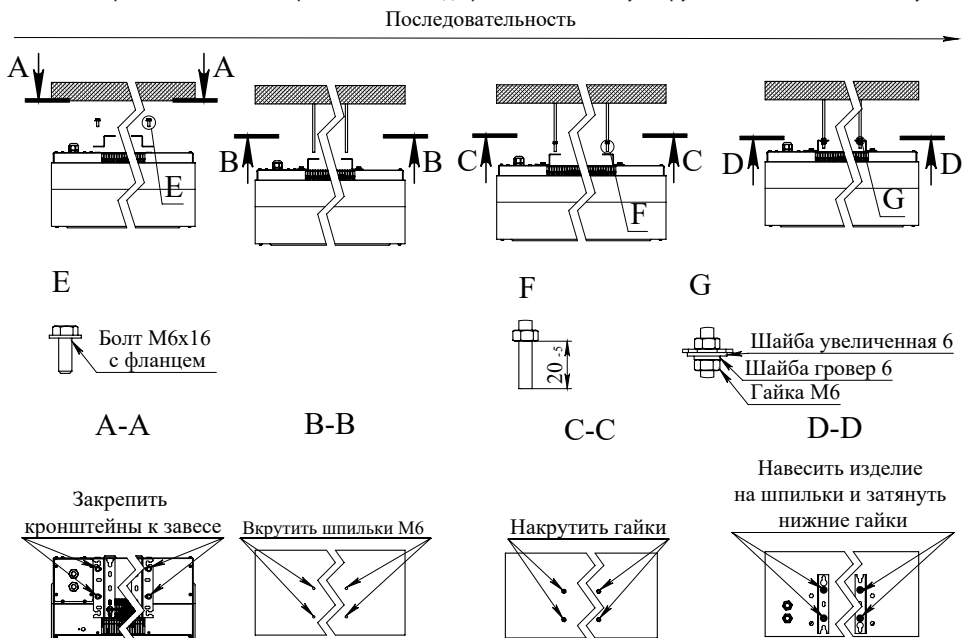 Последовательность
A A
B B
C C
D D
E
F
G
E
F
G
Болт М6х16
с фланцем
20 -5
Шайба увеличенная 6
Шайба гровер 6
Гайка М6
A-A
B-B
C-C
D-D
Закрепить
кронштейны к завесе
Вкрутить шпильки М6
Накрутить гайки
Навесить изделие
на шпильки и затянуть
нижние гайки